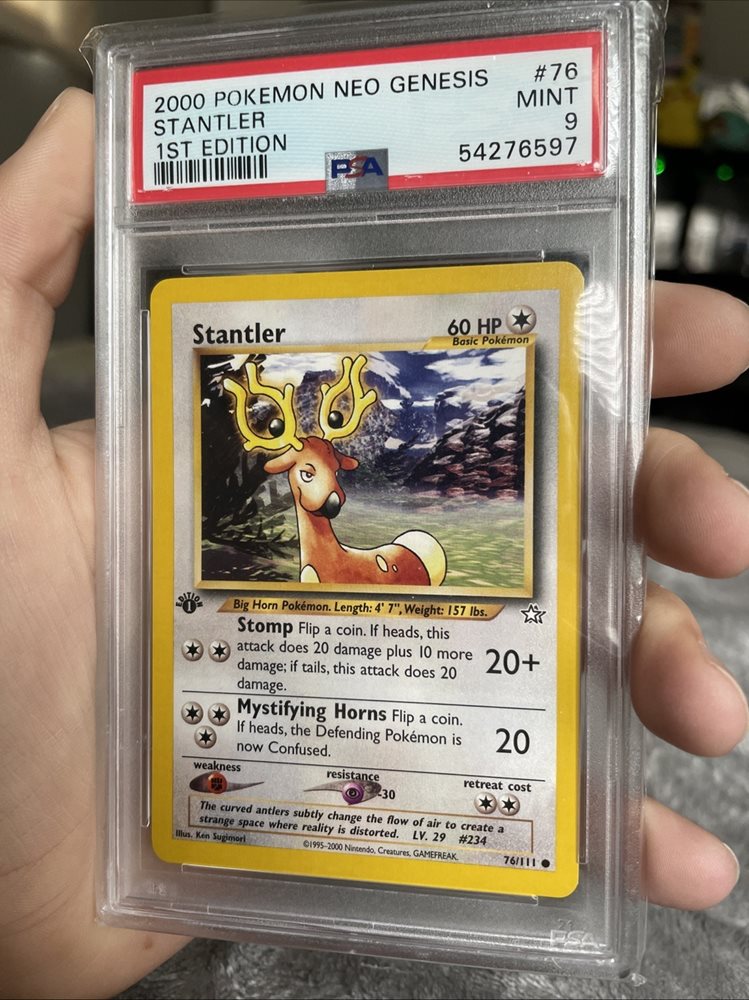 2000 POKEMON NEO GENESIS #76
STANTLER MINT
1ST EDITION 9
PSA 54276597
Stantler 60 HP
Basic Pokémon
EDITION
1
Big Horn Pokémon. Length: 4' 7", Weight: 157 lbs.
Stomp Flip a coin. If heads, this
attack does 20 damage plus 10 more
damage; if tails, this attack does 20
damage.
20+
Mystifying Horns Flip a coin.
If heads, the Defending Pokémon is
now Confused.
20
weakness resistance retreat cost
-30
The curved antlers subtly change the flow of air to create a
strange space where reality is distorted. LV. 29 #234
Illus. Ken Sugimori ©1995-2000 Nintendo, Creatures, GAMEFREAK. 76/111
PSA